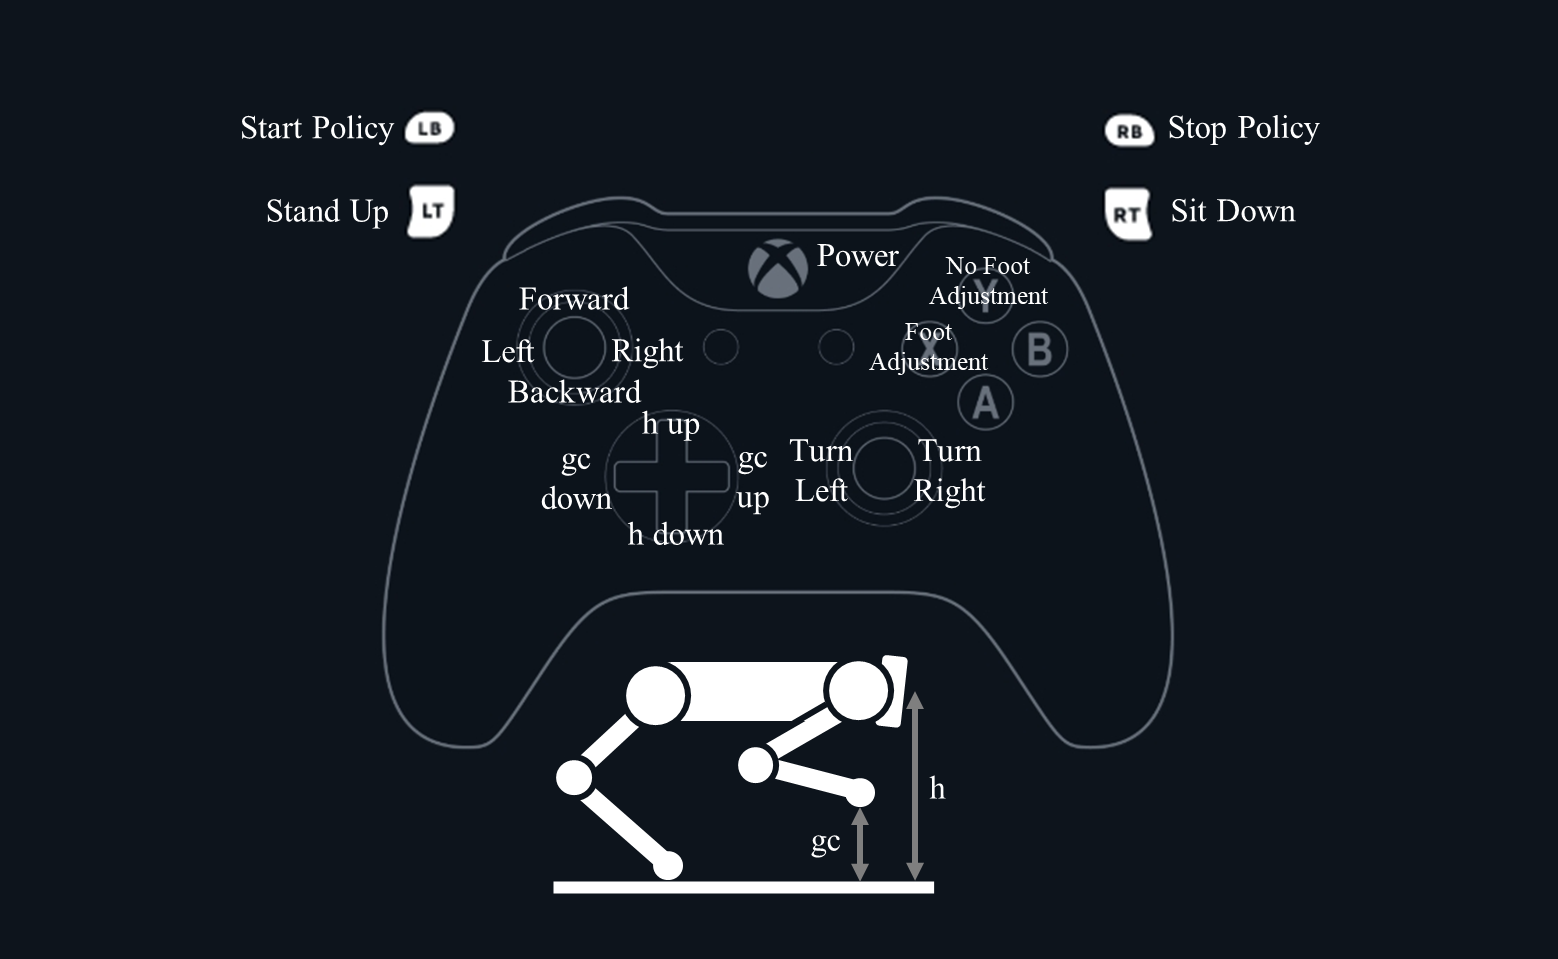 Start Policy LB
RB Stop Policy
Stand Up LT
RT Sit Down
Power
No Foot
Adjustment
Y
Forward
Left
Right
Backward
Foot
Adjustment
X
B
A
h up
gc
down
gc
up
h down
Turn
Left
Turn
Right
h
gc